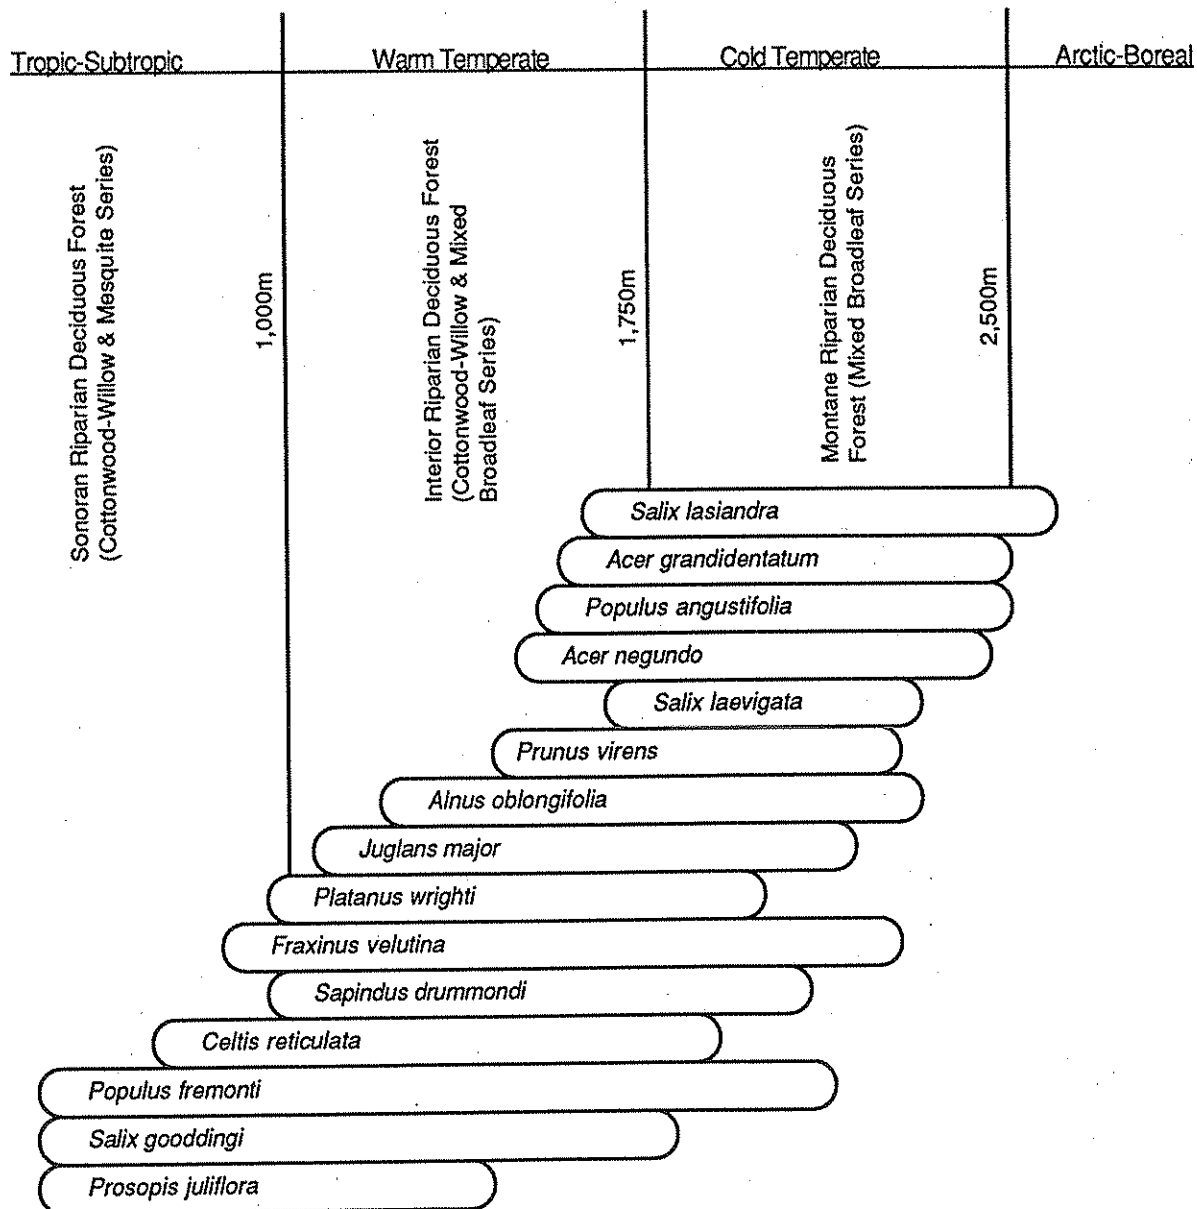 Tropic-Subtropic
Warm Temperate
Cold Temperate
Arctic-Boreal
Sonoran Riparian Deciduous Forest
(Cottonwood-Willow & Mesquite Series)
1,000m
Interior Riparian Deciduous Forest
(Cottonwood-Willow & Mixed
Broadleaf Series)
1,750m
Montane Riparian Deciduous
Forest (Mixed Broadleaf Series)
2,500m
Salix lasiandra
Acer grandidentatum
Populus angustifolia
Acer negundo
Salix laevigata
Prunus virens
Alnus oblongifolia
Juglans major
Platanus wrighti
Fraxinus velutina
Sapindus drummondi
Celtis reticulata
Populus fremonti
Salix gooddingi
Prosopis juliflora